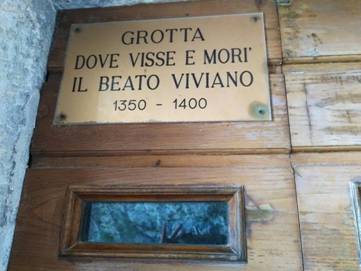 GROTTA
DOVE VISSE E MORI'
IL BEATO VIVIANO
1350 - 1400